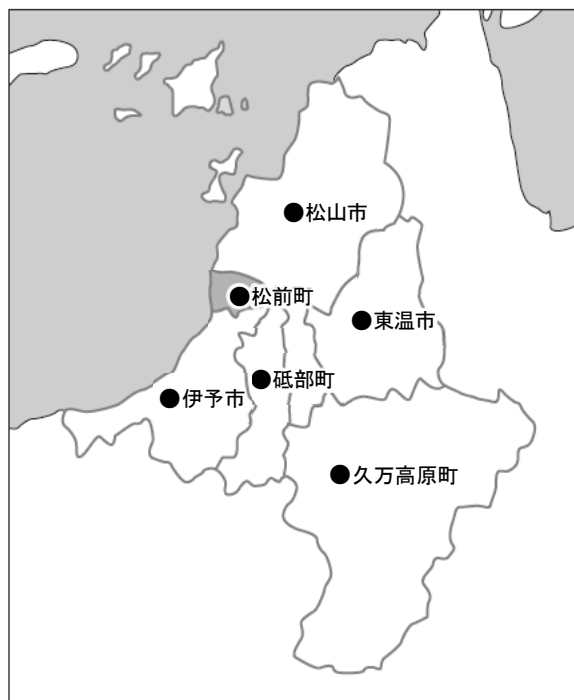 松山市
松前町
東温市
砥部町
伊予市
久万高原町